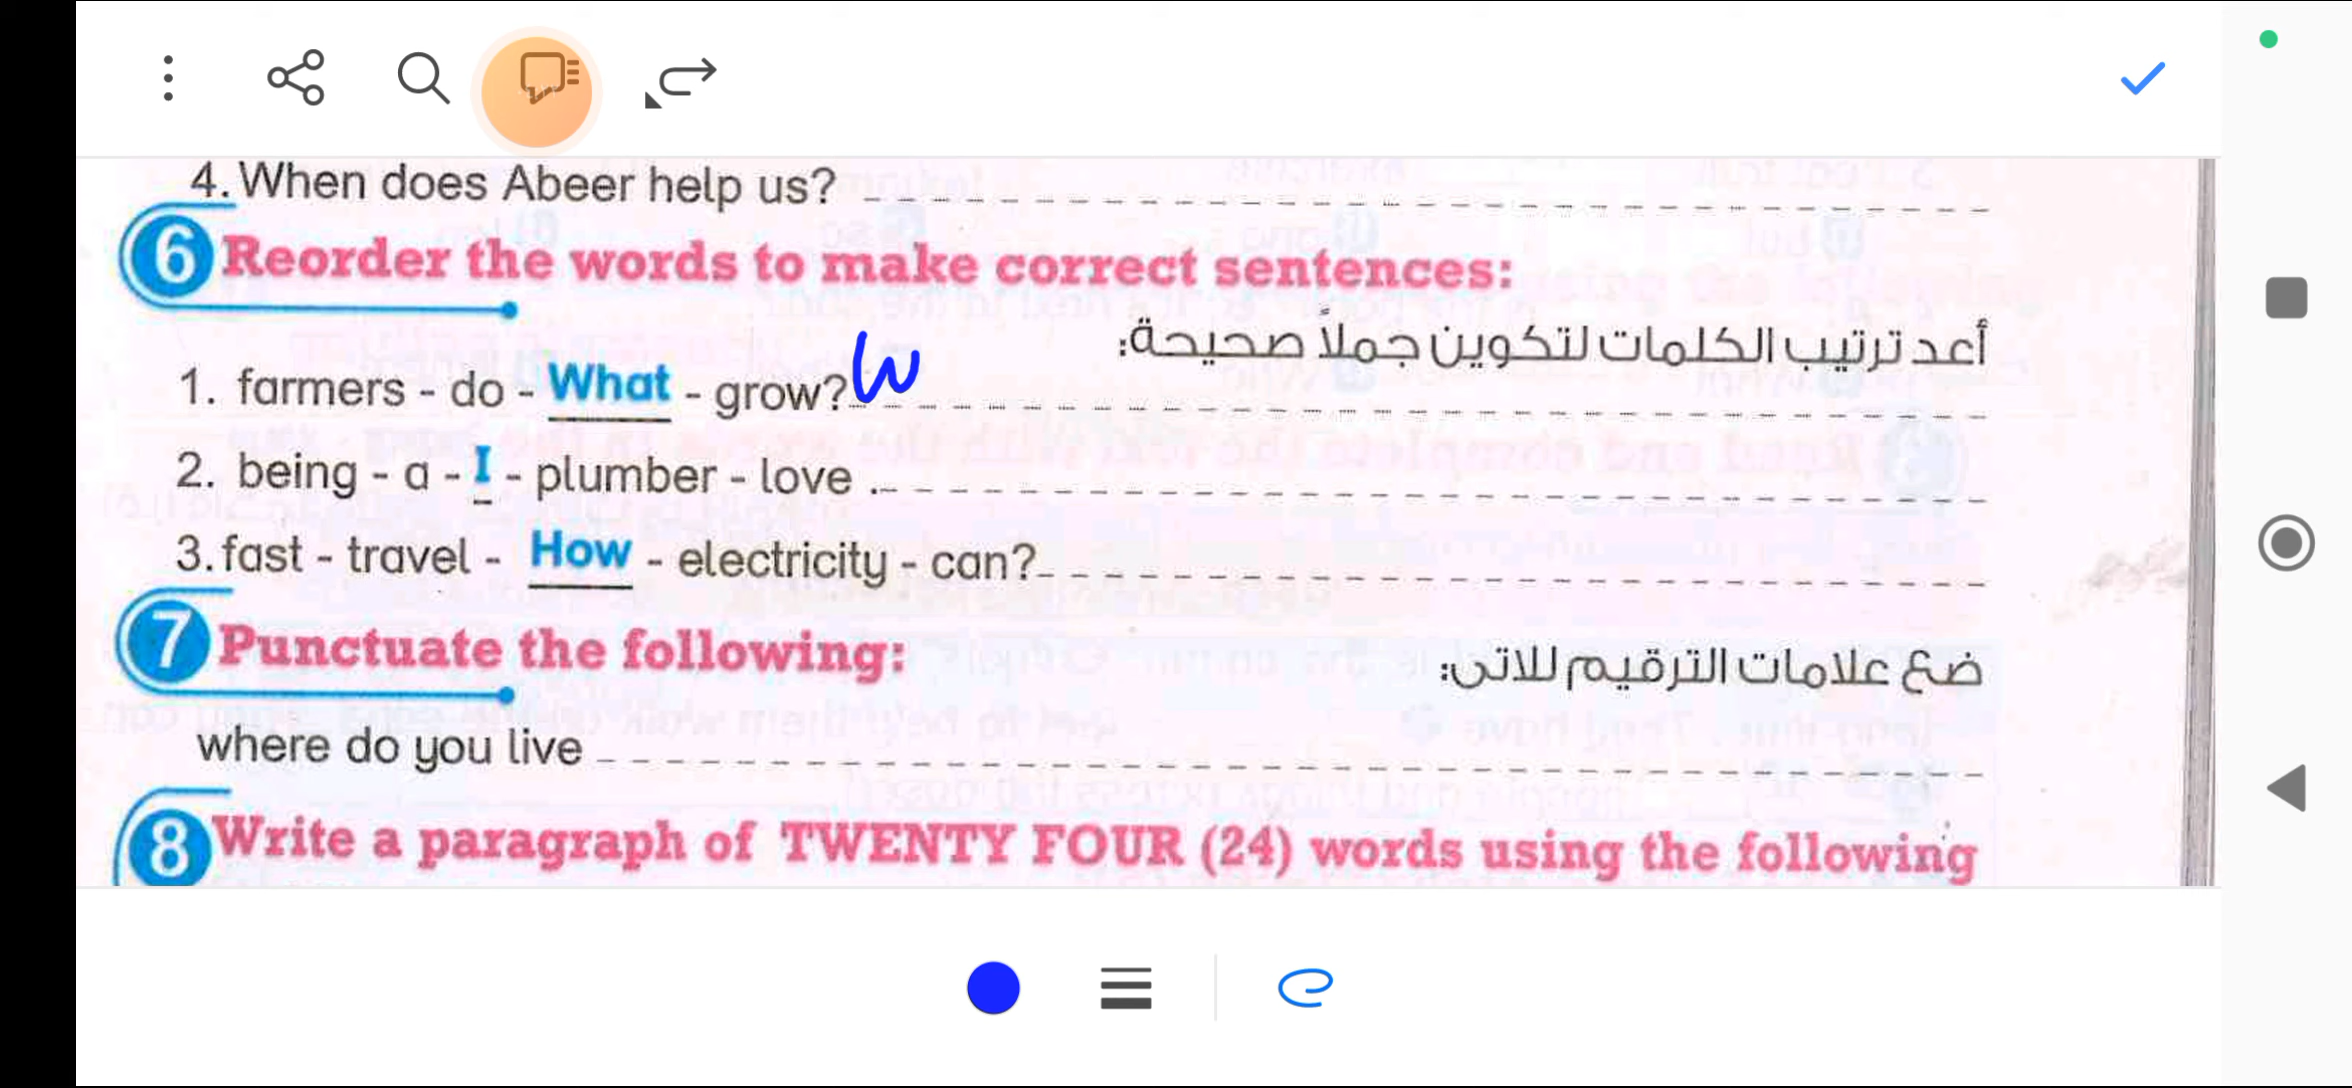 4. When does Abeer help us?
6 Reorder the words to make correct sentences:
أعد ترتيب الكلمات لتكوين جملاً صحيحة:
1. farmers - do - What - grow? W
2. being - a - I - plumber - love .
3. fast - travel - How - electricity - can?
7 Punctuate the following:
ضع علامات الترقيم للاتى:
where do you live
8 Write a paragraph of TWENTY FOUR (24) words using the following